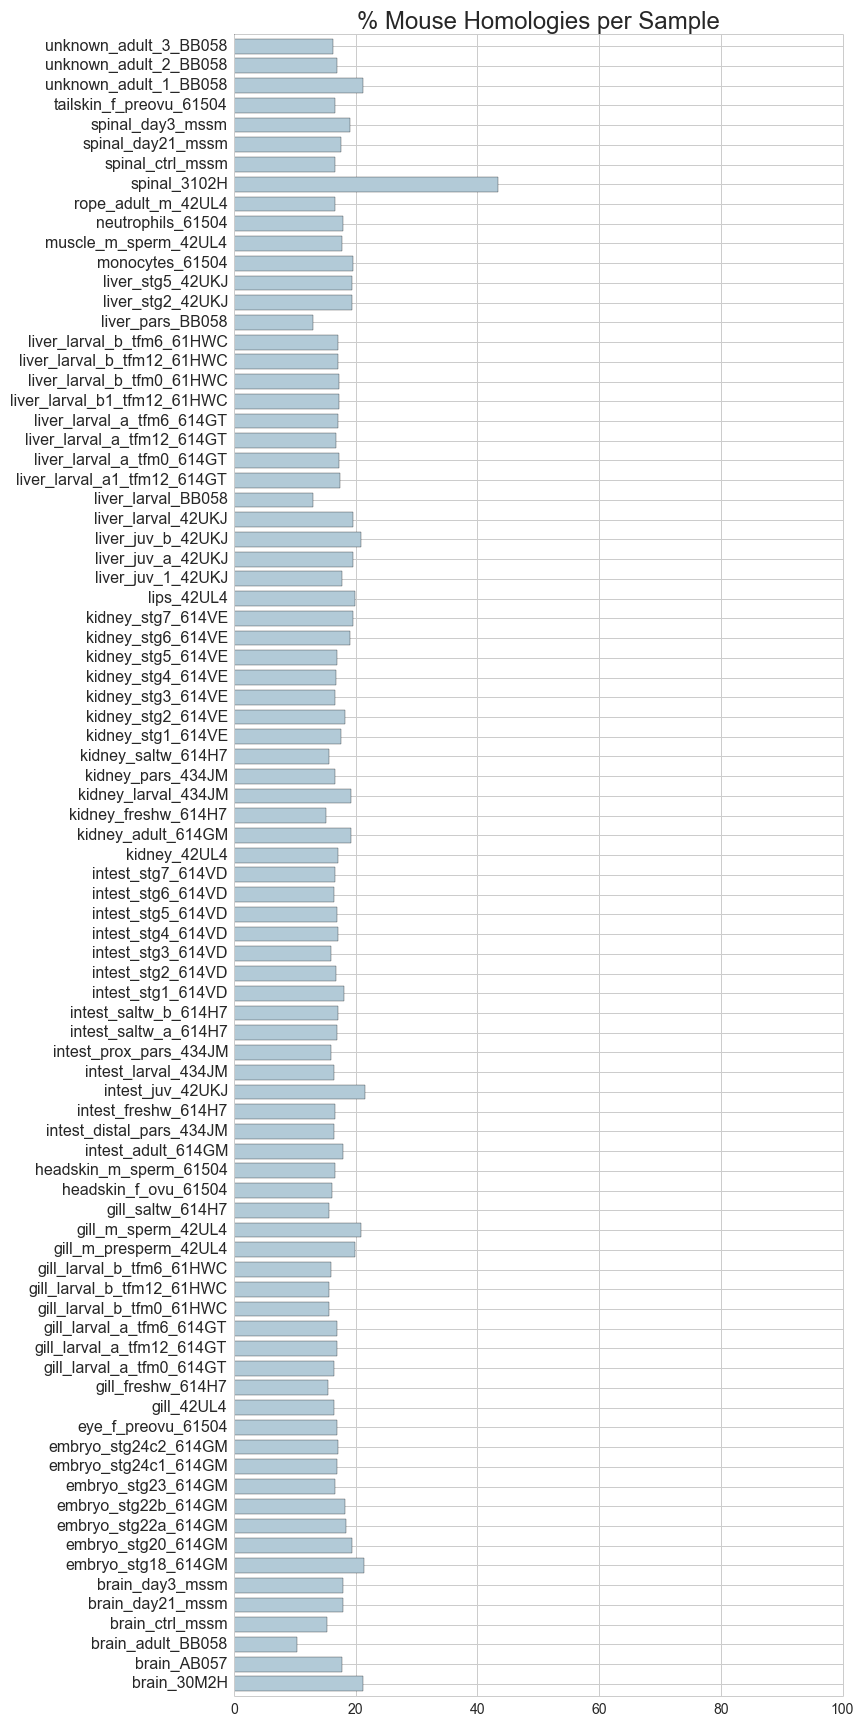 % Mouse Homologies per Sample
unknown_adult_3_BB058
unknown_adult_2_BB058
unknown_adult_1_BB058
tailskin_f_preovu_61504
spinal_day3_mssm
spinal_day21_mssm
spinal_ctrl_mssm
spinal_3102H
rope_adult_m_42UL4
neutrophils_61504
muscle_m_sperm_42UL4
monocytes_61504
liver_stg5_42UKJ
liver_stg2_42UKJ
liver_pars_BB058
liver_larval_b_tfm6_61HWC
liver_larval_b_tfm12_61HWC
liver_larval_b_tfm0_61HWC
liver_larval_b1_tfm12_61HWC
liver_larval_a_tfm6_614GT
liver_larval_a_tfm12_614GT
liver_larval_a_tfm0_614GT
liver_larval_a1_tfm12_614GT
liver_larval_BB058
liver_larval_42UKJ
liver_juv_b_42UKJ
liver_juv_a_42UKJ
liver_juv_1_42UKJ
lips_42UL4
kidney_stg7_614VE
kidney_stg6_614VE
kidney_stg5_614VE
kidney_stg4_614VE
kidney_stg3_614VE
kidney_stg2_614VE
kidney_stg1_614VE
kidney_saltw_614H7
kidney_pars_434JM
kidney_larval_434JM
kidney_freshw_614H7
kidney_adult_614GM
kidney_42UL4
intest_stg7_614VD
intest_stg6_614VD
intest_stg5_614VD
intest_stg4_614VD
intest_stg3_614VD
intest_stg2_614VD
intest_stg1_614VD
intest_saltw_b_614H7
intest_saltw_a_614H7
intest_prox_pars_434JM
intest_larval_434JM
intest_juv_42UKJ
intest_freshw_614H7
intest_distal_pars_434JM
intest_adult_614GM
headskin_m_sperm_61504
headskin_f_ovu_61504
gill_saltw_614H7
gill_m_sperm_42UL4
gill_m_presperm_42UL4
gill_larval_b_tfm6_61HWC
gill_larval_b_tfm12_61HWC
gill_larval_b_tfm0_61HWC
gill_larval_a_tfm6_614GT
gill_larval_a_tfm12_614GT
gill_larval_a_tfm0_614GT
gill_freshw_614H7
gill_42UL4
eye_f_preovu_61504
embryo_stg24c2_614GM
embryo_stg24c1_614GM
embryo_stg23_614GM
embryo_stg22b_614GM
embryo_stg22a_614GM
embryo_stg20_614GM
embryo_stg18_614GM
brain_day3_mssm
brain_day21_mssm
brain_ctrl_mssm
brain_adult_BB058
brain_AB057
brain_30M2H
0 20 40 60 80 100